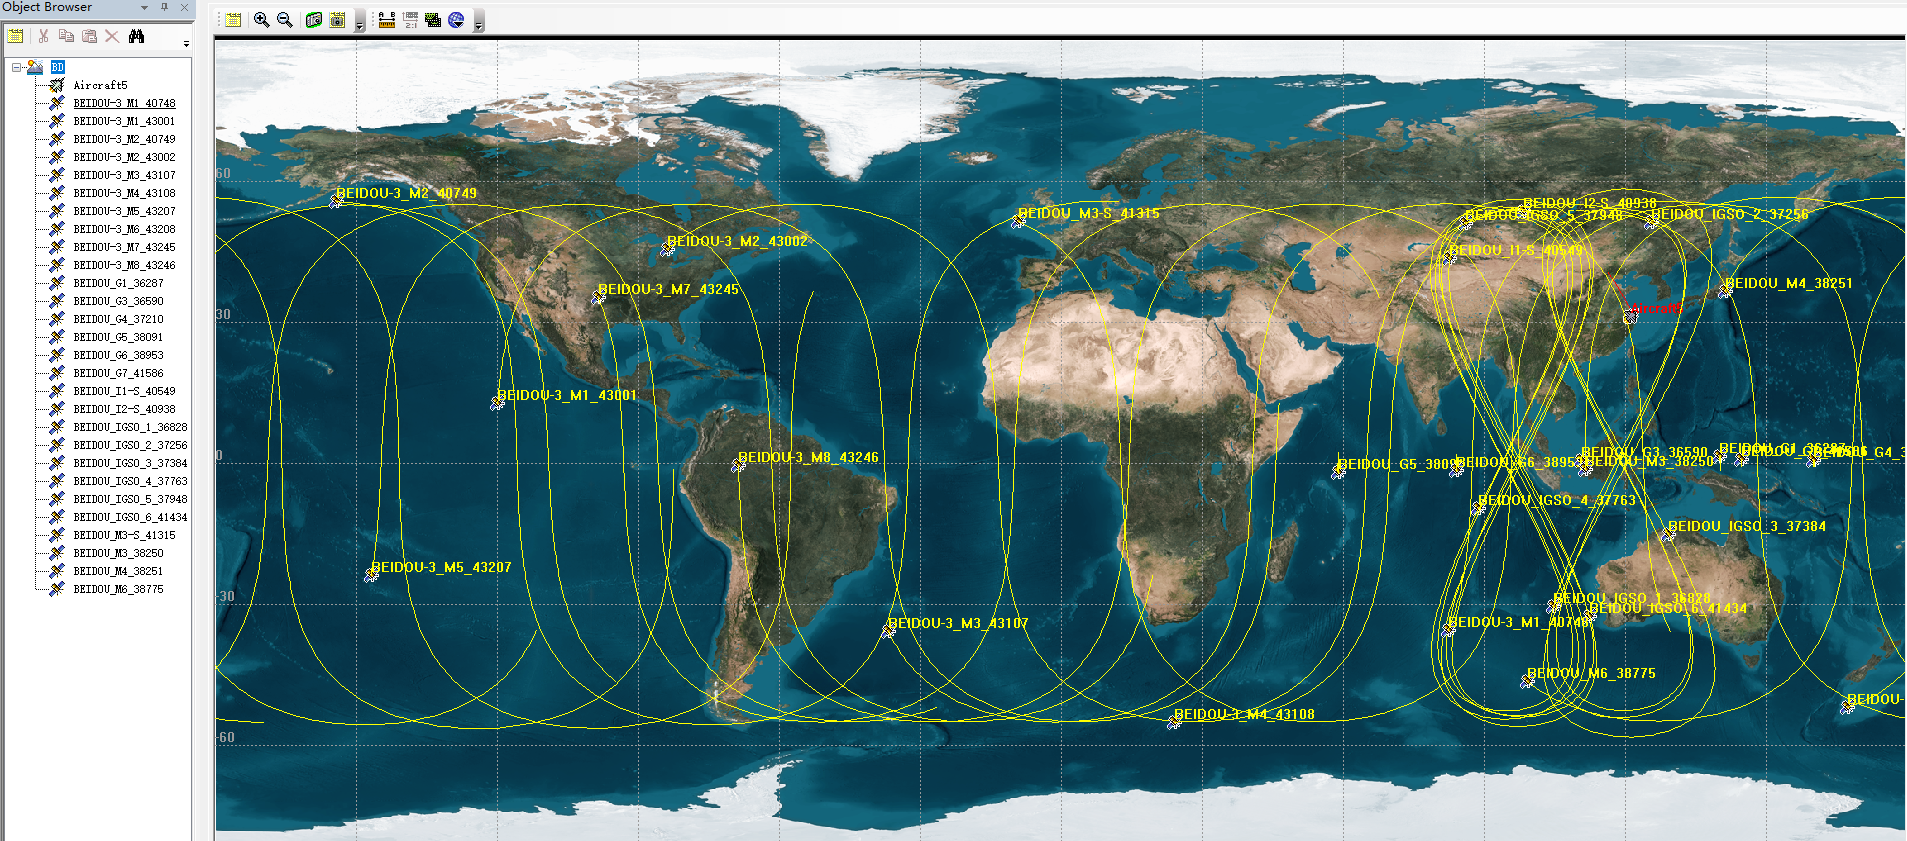 Object Browser
BD
Aircraft5
BEIDOU-3_M1_40748
BEIDOU-3_M1_43001
BEIDOU-3_M2_40749
BEIDOU-3_M2_43002
BEIDOU-3_M3_43107
BEIDOU-3_M4_43108
BEIDOU-3_M5_43207
BEIDOU-3_M6_43208
BEIDOU-3_M7_43245
BEIDOU-3_M8_43246
BEIDOU_G1_36287
BEIDOU_G3_36590
BEIDOU_G4_37210
BEIDOU_G5_38091
BEIDOU_G6_38953
BEIDOU_G7_41586
BEIDOU_I1-S_40549
BEIDOU_I2-S_40938
BEIDOU_IGSO_1_36828
BEIDOU_IGSO_2_37256
BEIDOU_IGSO_3_37384
BEIDOU_IGSO_4_37763
BEIDOU_IGSO_5_37948
BEIDOU_IGSO_6_41434
BEIDOU_M3-S_41315
BEIDOU_M3_38250
BEIDOU_M4_38251
BEIDOU_M6_38775
A B
2:1
60
BEIDOU-3_M2_40749
BEIDOU_M3-S_41315
BEIDOU_I2-S_40938
BEIDOU_IGSO_5_37948
BEIDOU_IGSO_2_37256
BEIDOU-3_M2_43002
BEIDOU_I1-S_40549
BEIDOU-3_M7_43245
BEIDOU_M4_38251
30
Aircraft5
BEIDOU-3_M1_43001
0
BEIDOU-3_M8_43246
BEIDOU_G5_3809
BEIDOU_G6_3895
BEIDOU_G3_36590
BEIDOU_M3_38250
BEIDOU_G1_36287
G4_3
BEIDOU_IGSO_4_37763
BEIDOU_IGSO_3_37384
BEIDOU-3_M5_43207
-30
BEIDOU_IGSO_1_36828
BEIDOU_IGSO_6_41434
BEIDOU-3_M3_43107
BEIDOU-3_M1_40748
BEIDOU_M6_38775
BEIDOU-
BEIDOU-3_M4_43108
-60